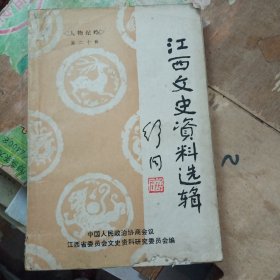 《人物纪略》
第二十辑
江西文史资料选辑
舒同
中国人民政治协商会议
江西省委员会文史资料研究委员会编